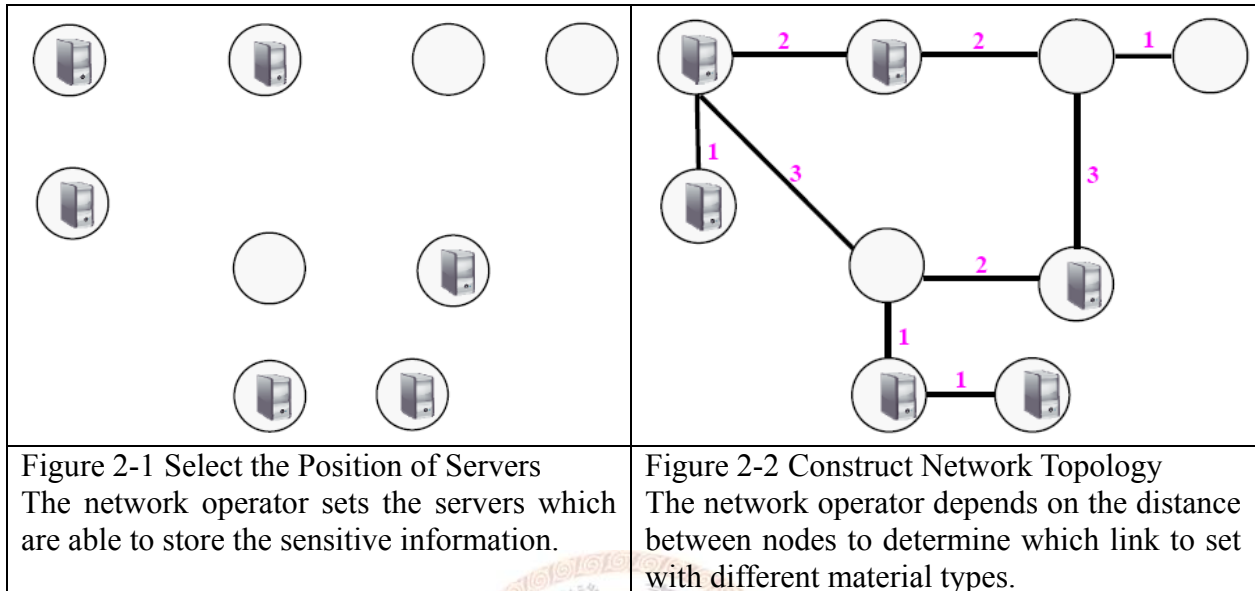 2
2
1
1
3
3
2
1
1
Figure 2-1 Select the Position of Servers
The network operator sets the servers which
are able to store the sensitive information.
Figure 2-2 Construct Network Topology
The network operator depends on the distance
between nodes to determine which link to set
with different material types.